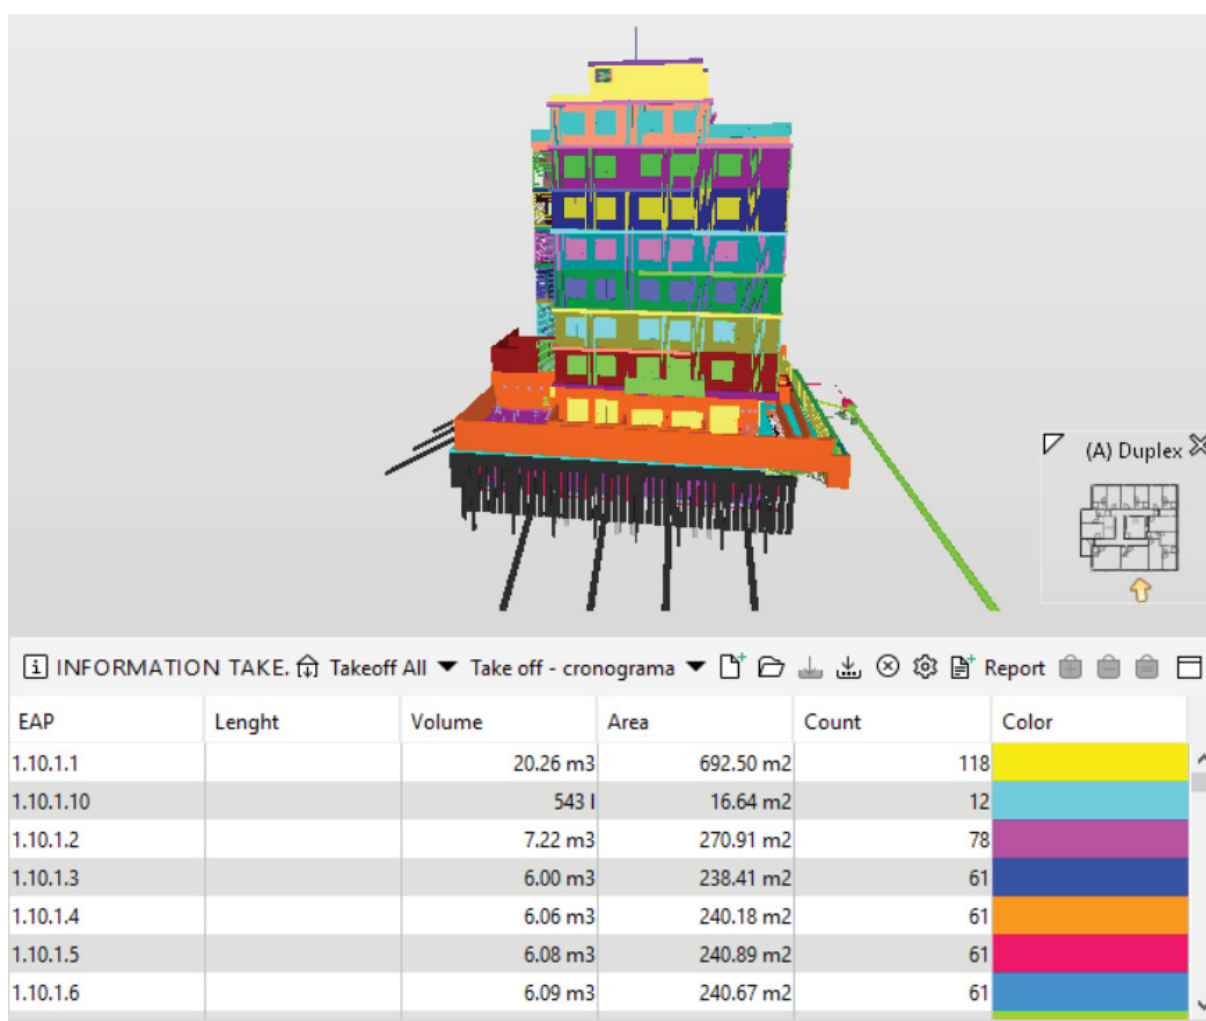 (A) Duplex
INFORMATION TAKE. Takeoff All Take off - cronograma Report
EAP Lenght Volume Area Count Color
1.10.1.1 20.26 m3 692.50 m2 118
1.10.1.10 543 l 16.64 m2 12
1.10.1.2 7.22 m3 270.91 m2 78
1.10.1.3 6.00 m3 238.41 m2 61
1.10.1.4 6.06 m3 240.18 m2 61
1.10.1.5 6.08 m3 240.89 m2 61
1.10.1.6 6.09 m3 240.67 m2 61